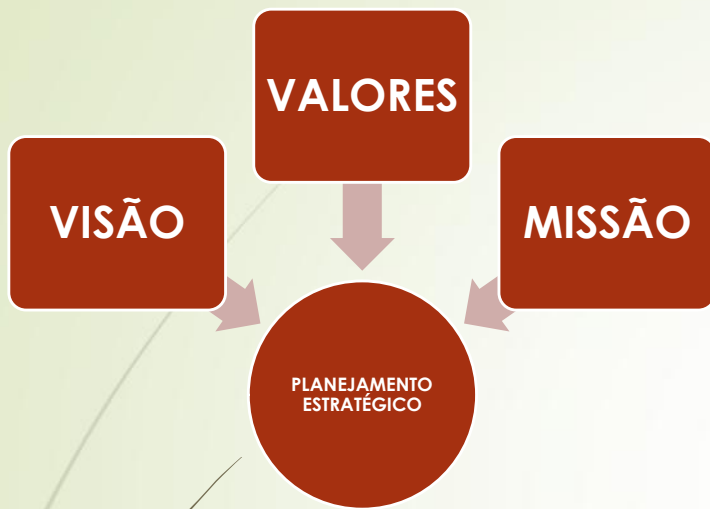 VALORES
VISÃO
MISSÃO
PLANEJAMENTO
ESTRATÉGICO